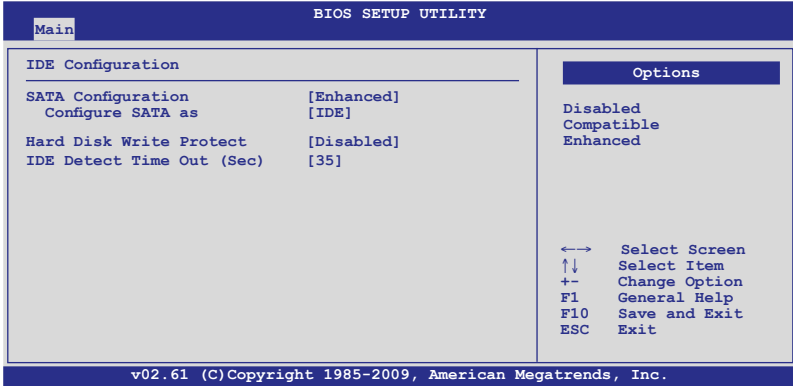 BIOS SETUP UTILITY
Main
IDE Configuration
SATA Configuration [Enhanced]
Configure SATA as [IDE]
Hard Disk Write Protect [Disabled]
IDE Detect Time Out (Sec) [35]
Options
Disabled
Compatible
Enhanced
←→ Select Screen
↑↓ Select Item
+- Change Option
F1 General Help
F10 Save and Exit
ESC Exit
v02.61 (C)Copyright 1985-2009, American Megatrends, Inc.